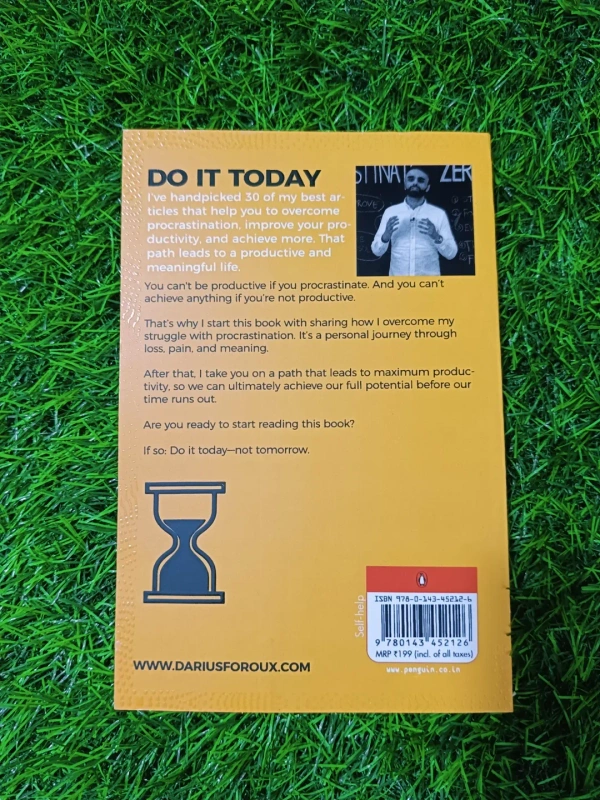 DO IT TODAY
I've handpicked 30 of my best ar-
ticles that help you to overcome
procrastination, improve your pro-
ductivity, and achieve more. That
path leads to a productive and
meaningful life.
You can't be productive if you procrastinate. And you can't
achieve anything if you're not productive.
That's why I start this book with sharing how I overcome my
struggle with procrastination. It's a personal journey through
loss, pain, and meaning.
After that, I take you on a path that leads to maximum produc-
tivity, so we can ultimately achieve our full potential before our
time runs out.
Are you ready to start reading this book?
If so: Do it today—not tomorrow.
WWW.DARIUSFOROUX.COM
Self-help
ISBN 978-0-143-45212-6
9 780143 452126
MRP ₹199 (incl. of all taxes)
www.penguin.co.in